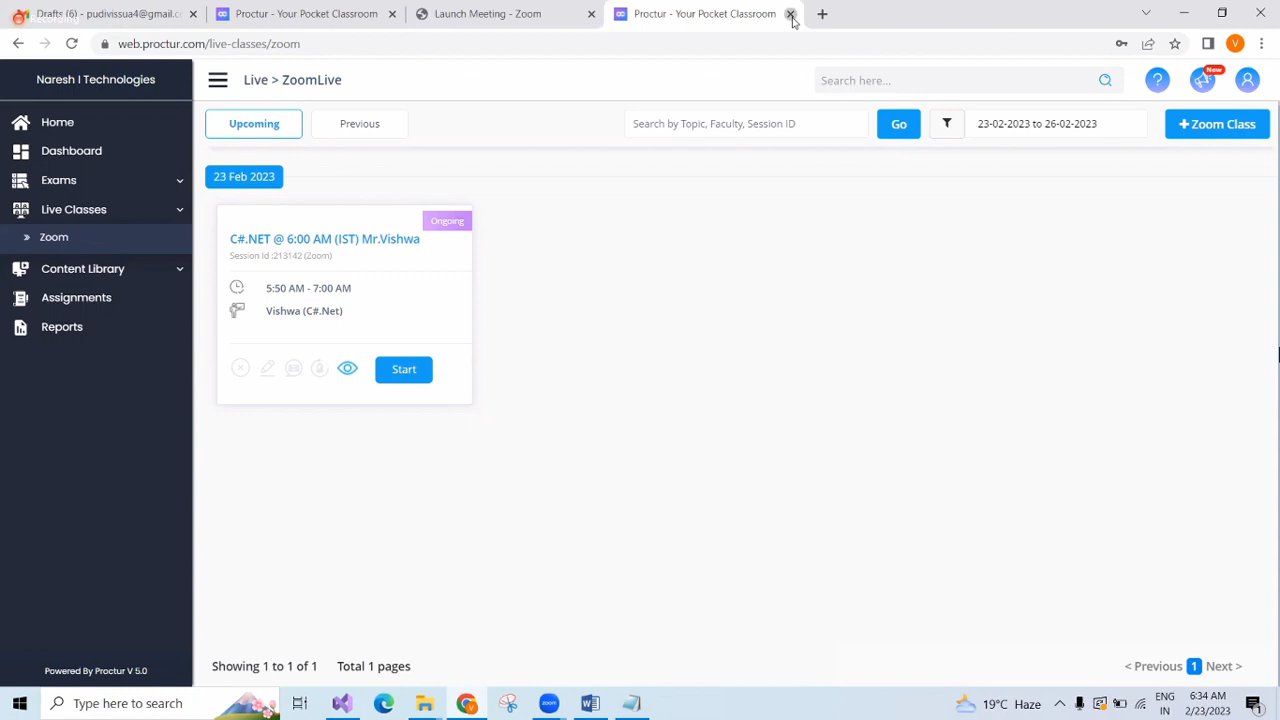 Recording
Drafts (1) - pudivissua4@gmail.c
Proctur - Your Pocket Classroom
Launch Meeting - Zoom
Proctur - Your Pocket Classroom
web.proctur.com/live-classes/zoom
V
Naresh I Technologies
Live > ZoomLive
Search here...
New
Home
Dashboard
Exams
Live Classes
Zoom
Content Library
Assignments
Reports
Powered By Proctur V 5.0
Upcoming
Previous
Search by Topic, Faculty, Session ID
Go
23-02-2023 to 26-02-2023
+Zoom Class
23 Feb 2023
Ongoing
C#.NET @ 6:00 AM (IST) Mr.Vishwa
Session Id :213142 (Zoom)
5:50 AM - 7:00 AM
Vishwa (C#.Net)
Start
Showing 1 to 1 of 1 Total 1 pages
< Previous 1 Next >
Type here to search
zoom
19°C Haze
ENG
IN
6:34 AM
2/23/2023
1